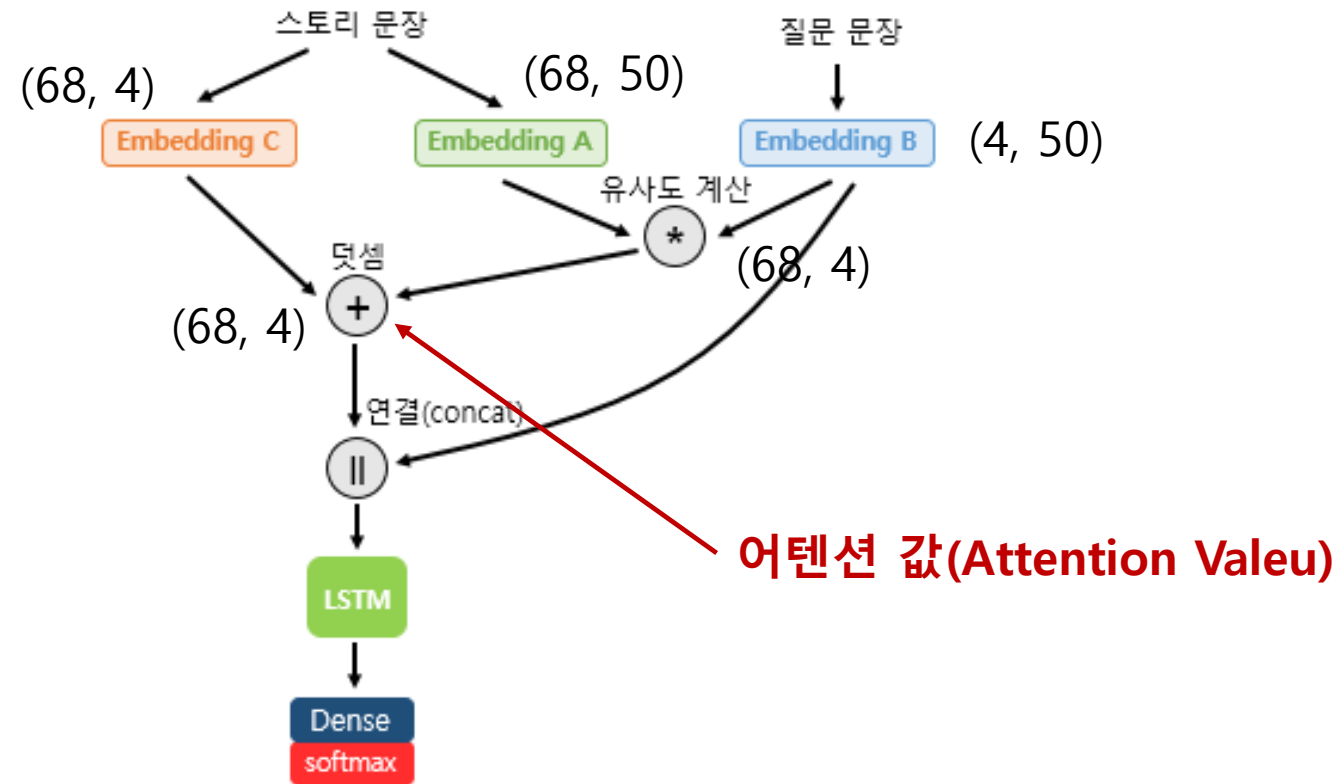 스토리 문장
질문 문장
(68, 4)
(68, 50)
Embedding C
Embedding A
Embedding B
(4, 50)
유사도 계산
*
(68, 4)
덧셈
+
(68, 4)
연결(concat)
||
어텐션 값(Attention Valeu)
LSTM
Dense
softmax